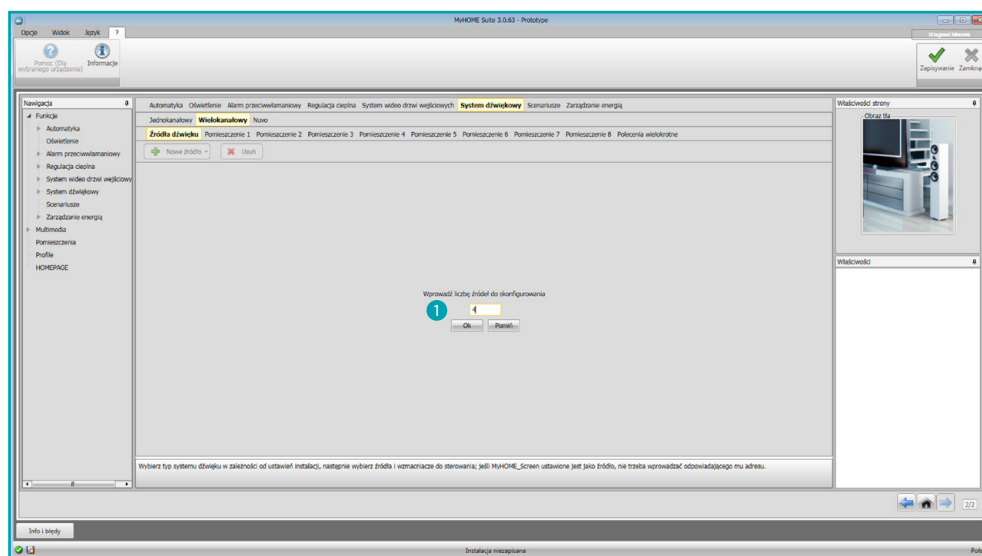 MyHOME Suite 3.0.63 - Prototype
Opcje Widok Język ?
Pomoc (Dla wybranego urządzenia)
Informacje
Zapisywanie
Nawigacja
Funkcje
Automatyka
Oświetlenie
Alarm przeciwwłamaniowy
Regulacja cieplna
System wideo drzwi wejściowy
System dźwiękowy
Scenariusze
Zarządzanie energią
Multimedia
Pomieszczenia
Profile
HOMEPAGE
Automatyka Oświetlenie Alarm przeciwwłamaniowy Regulacja cieplna System wideo drzwi wejściowych System dźwiękowy Scenariusze Zarządzanie energią
Jednokanałowy Wielokanałowy Nuvo
Źródła dźwięku Pomieszczenie 1 Pomieszczenie 2 Pomieszczenie 3 Pomieszczenie 4 Pomieszczenie 5 Pomieszczenie 6 Pomieszczenie 7 Pomieszczenie 8 Polecenia wielokrotne
Nowe źródło Usuń
Wprowadź liczbę źródeł do skonfigurowania
1 4
Ok Pomiń
Wybierz typ systemu dźwięku w zależności od ustawień instalacji, następnie wybierz źródła i wzmacniacze do sterowania; jeśli MyHOME_Screen ustawione jest jako źródło, nie trzeba wprowadzać odpowiadającego mu adresu.
Właściwości strony
Obraz tła
Właściwości
2/2
Info i błędy
Instalacja niezapisana